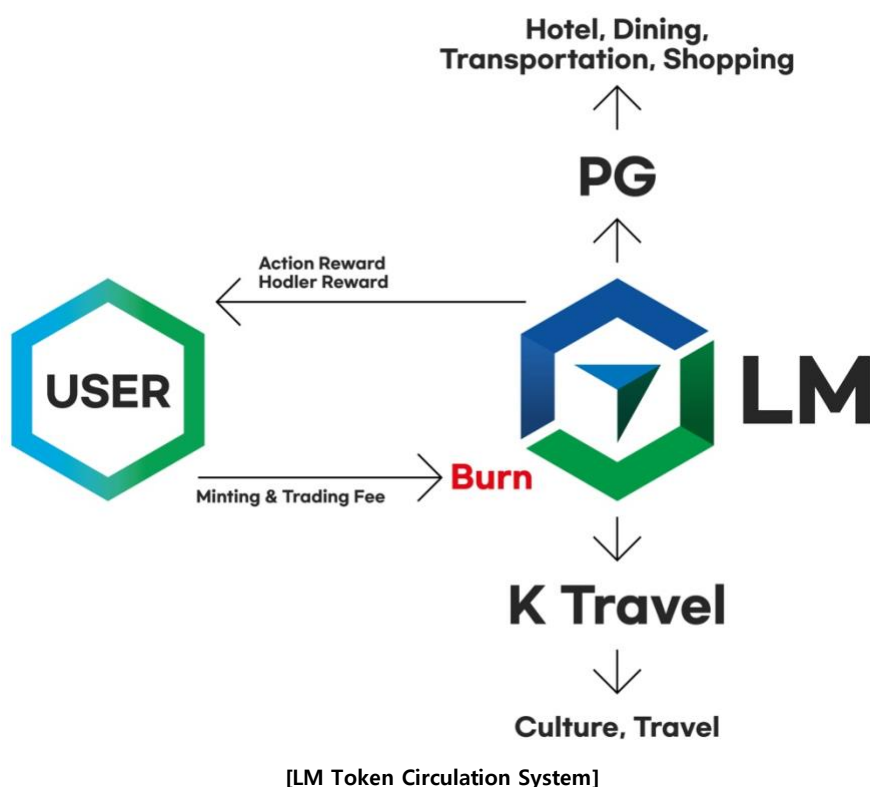 Hotel, Dining,
Transportation, Shopping
PG
Action Reward
Hodler Reward
USER
LM
Burn
Minting & Trading Fee
K Travel
Culture, Travel
[LM Token Circulation System]